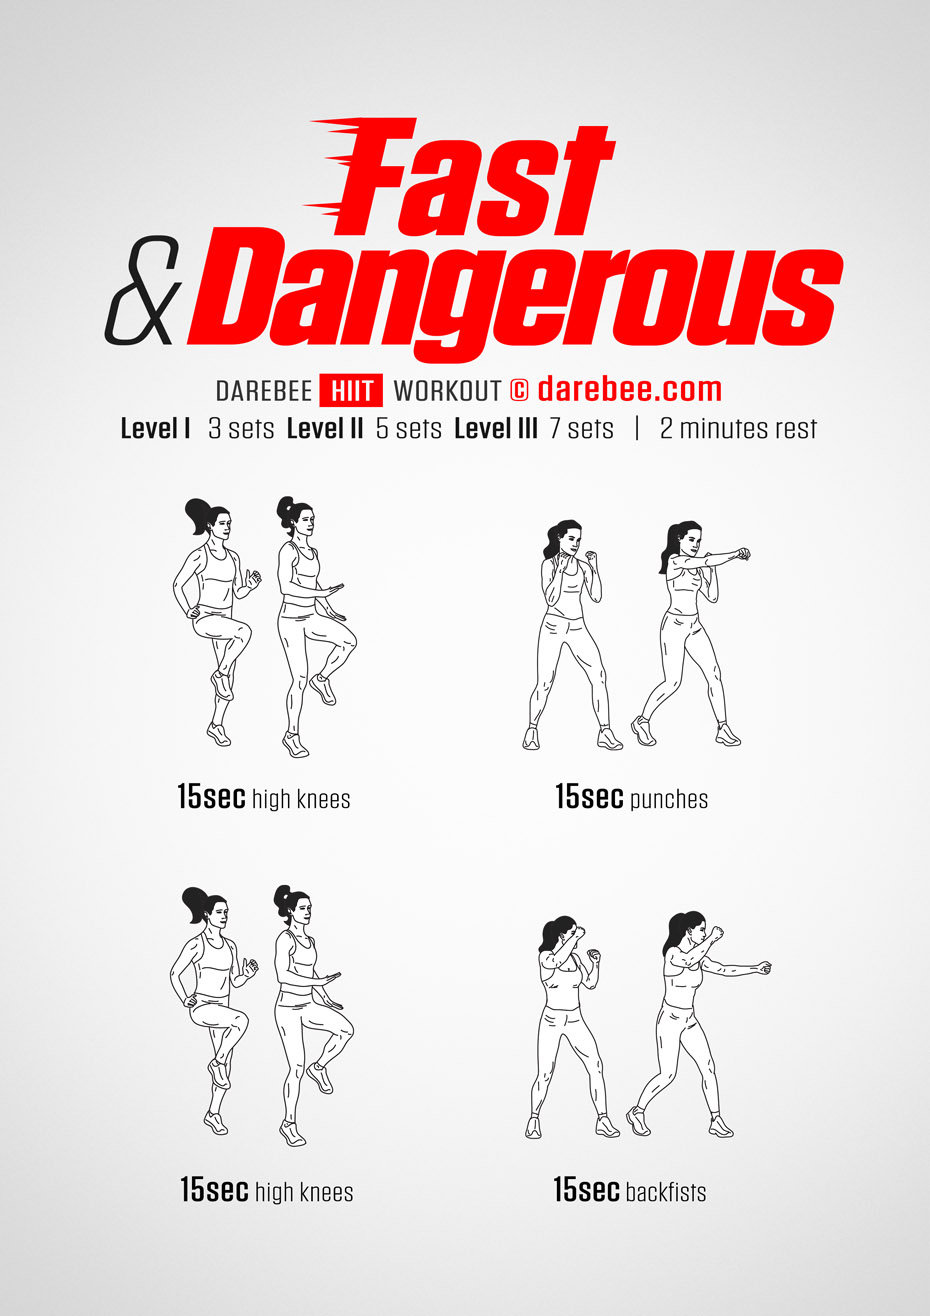 Fast
& Dangerous
DAREBEE HIIT WORKOUT © darebee.com
Level I 3 sets Level II 5 sets Level III 7 sets | 2 minutes rest
15sec high knees 15sec punches
15sec high knees 15sec backfists